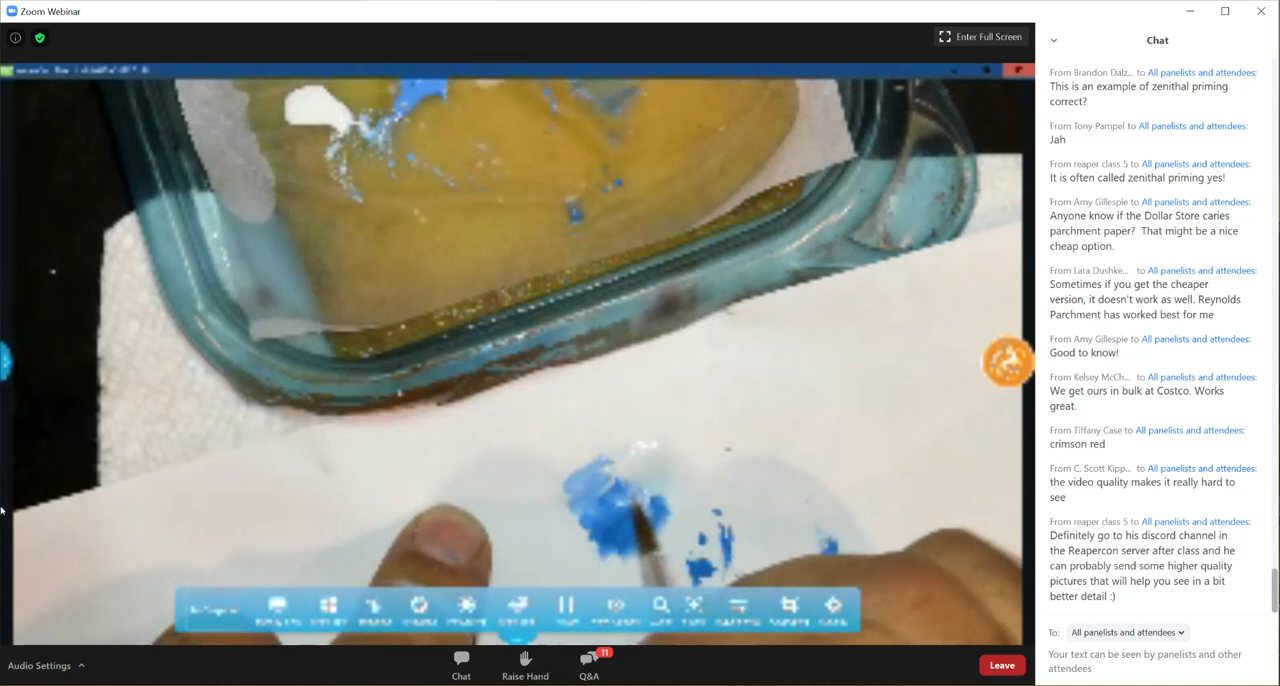 Zoom Webinar
Enter Full Screen
Chat
From Brandon Dalz... to All panelists and attendees:
This is an example of zenithal priming
correct?
From Tony Pampel to All panelists and attendees:
Jah
From reaper class 5 to All panelists and attendees:
It is often called zenithal priming yes!
From Amy Gillespie to All panelists and attendees:
Anyone know if the Dollar Store caries
parchment paper?  That might be a nice
cheap option.
From Lara Dushke... to All panelists and attendees:
Sometimes if you get the cheaper
version, it doesn't work as well. Reynolds
Parchment has worked best for me
From Amy Gillespie to All panelists and attendees:
Good to know!
From Kelsey McCh... to All panelists and attendees:
We get ours in bulk at Costco. Works
great.
From Tiffany Case to All panelists and attendees:
crimson red
From C. Scott Kipp... to All panelists and attendees:
the video quality makes it really hard to
see
From reaper class 5 to All panelists and attendees:
Definitely go to his discord channel in
the Reapercon server after class and he
can probably send some higher quality
pictures that will help you see in a bit
better detail :)
To: All panelists and attendees
Your text can be seen by panelists and other
attendees
Audio Settings
Chat
Raise Hand
Q&A
11
Leave